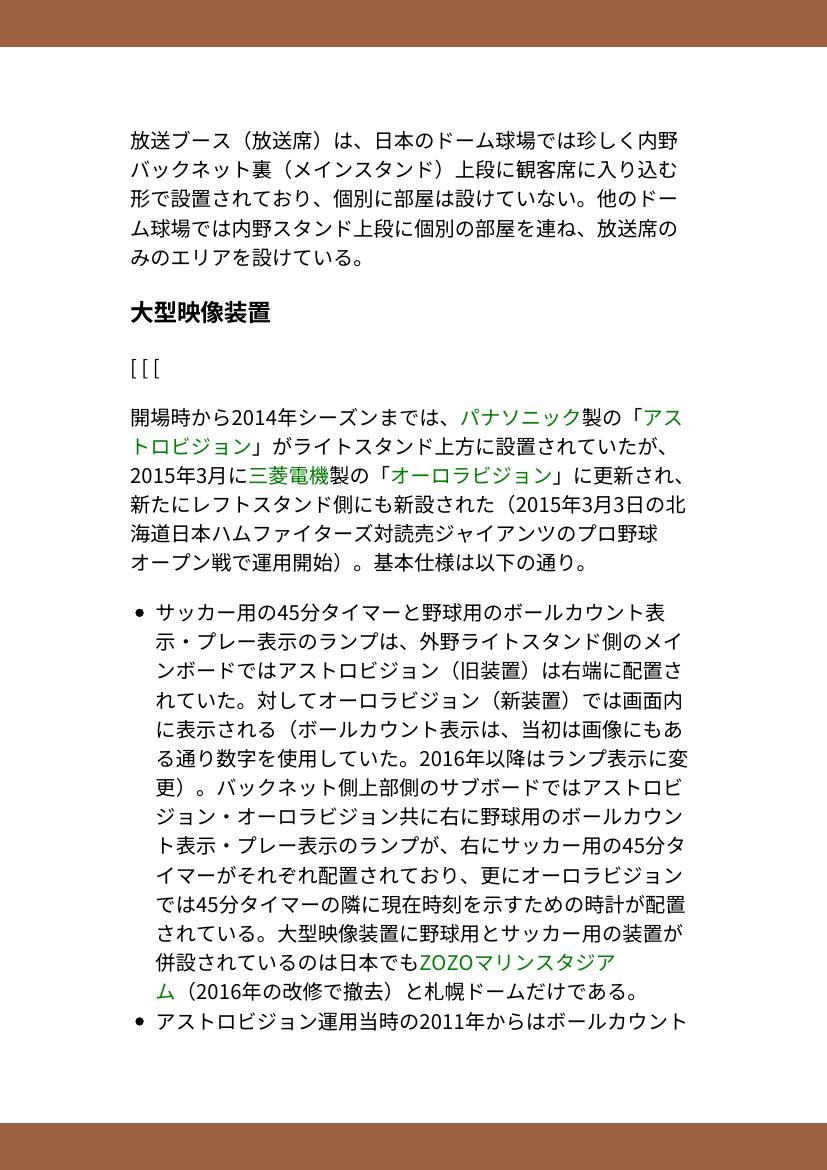 放送ブース（放送席）は、日本のドーム球場では珍しく内野
バックネット裏（メインスタンド）上段に観客席に入り込む
形で設置されており、個別に部屋は設けていない。他のドー
ム球場では内野スタンド上段に個別の部屋を連ね、放送席の
みのエリアを設けている。
大型映像装置
[ [ [
開場時から2014年シーズンまでは、パナソニック製の「アス
トロビジョン」がライトスタンド上方に設置されていたが、
2015年3月に三菱電機製の「オーロラビジョン」に更新され、
新たにレフトスタンド側にも新設された（2015年3月3日の北
海道日本ハムファイターズ対読売ジャイアンツのプロ野球
オープン戦で運用開始）。基本仕様は以下の通り。
• サッカー用の45分タイマーと野球用のボールカウント表
示・プレー表示のランプは、外野ライトスタンド側のメイ
ンボードではアストロビジョン（旧装置）は右端に配置さ
れていた。対してオーロラビジョン（新装置）では画面内
に表示される（ボールカウント表示は、当初は画像にもあ
る通り数字を使用していた。2016年以降はランプ表示に変
更）。バックネット側上部側のサブボードではアストロビ
ジョン・オーロラビジョン共に右に野球用のボールカウン
ト表示・プレー表示のランプが、右にサッカー用の45分タ
イマーがそれぞれ配置されており、更にオーロラビジョン
では45分タイマーの隣に現在時刻を示すための時計が配置
されている。大型映像装置に野球用とサッカー用の装置が
併設されているのは日本でもZOZOマリンスタジア
ム（2016年の改修で撤去）と札幌ドームだけである。
• アストロビジョン運用当時の2011年からはボールカウント